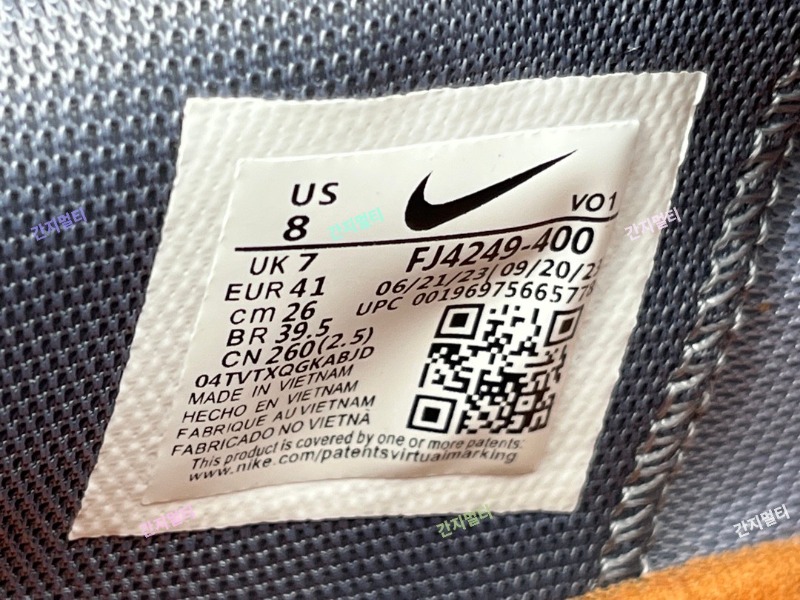 US
8
VO1
UK 7
EUR 41
cm 26
BR 39.5
CN 260(2.5)
04TVTXQGKABJD
MADE IN VIETNAM
HECHO EN VIETNAM
FABRIQUE AU VIETNAM
FABRICADO NO VIETNÃ
FJ4249-400
06/21/23(09/20/23
UPC 00196975665778
This product is covered by one or more patents:
www.nike.com/patentsvirtualmarking
간지멀티
간지멀티
간지멀티
간지멀티
간지멀티
간지멀티